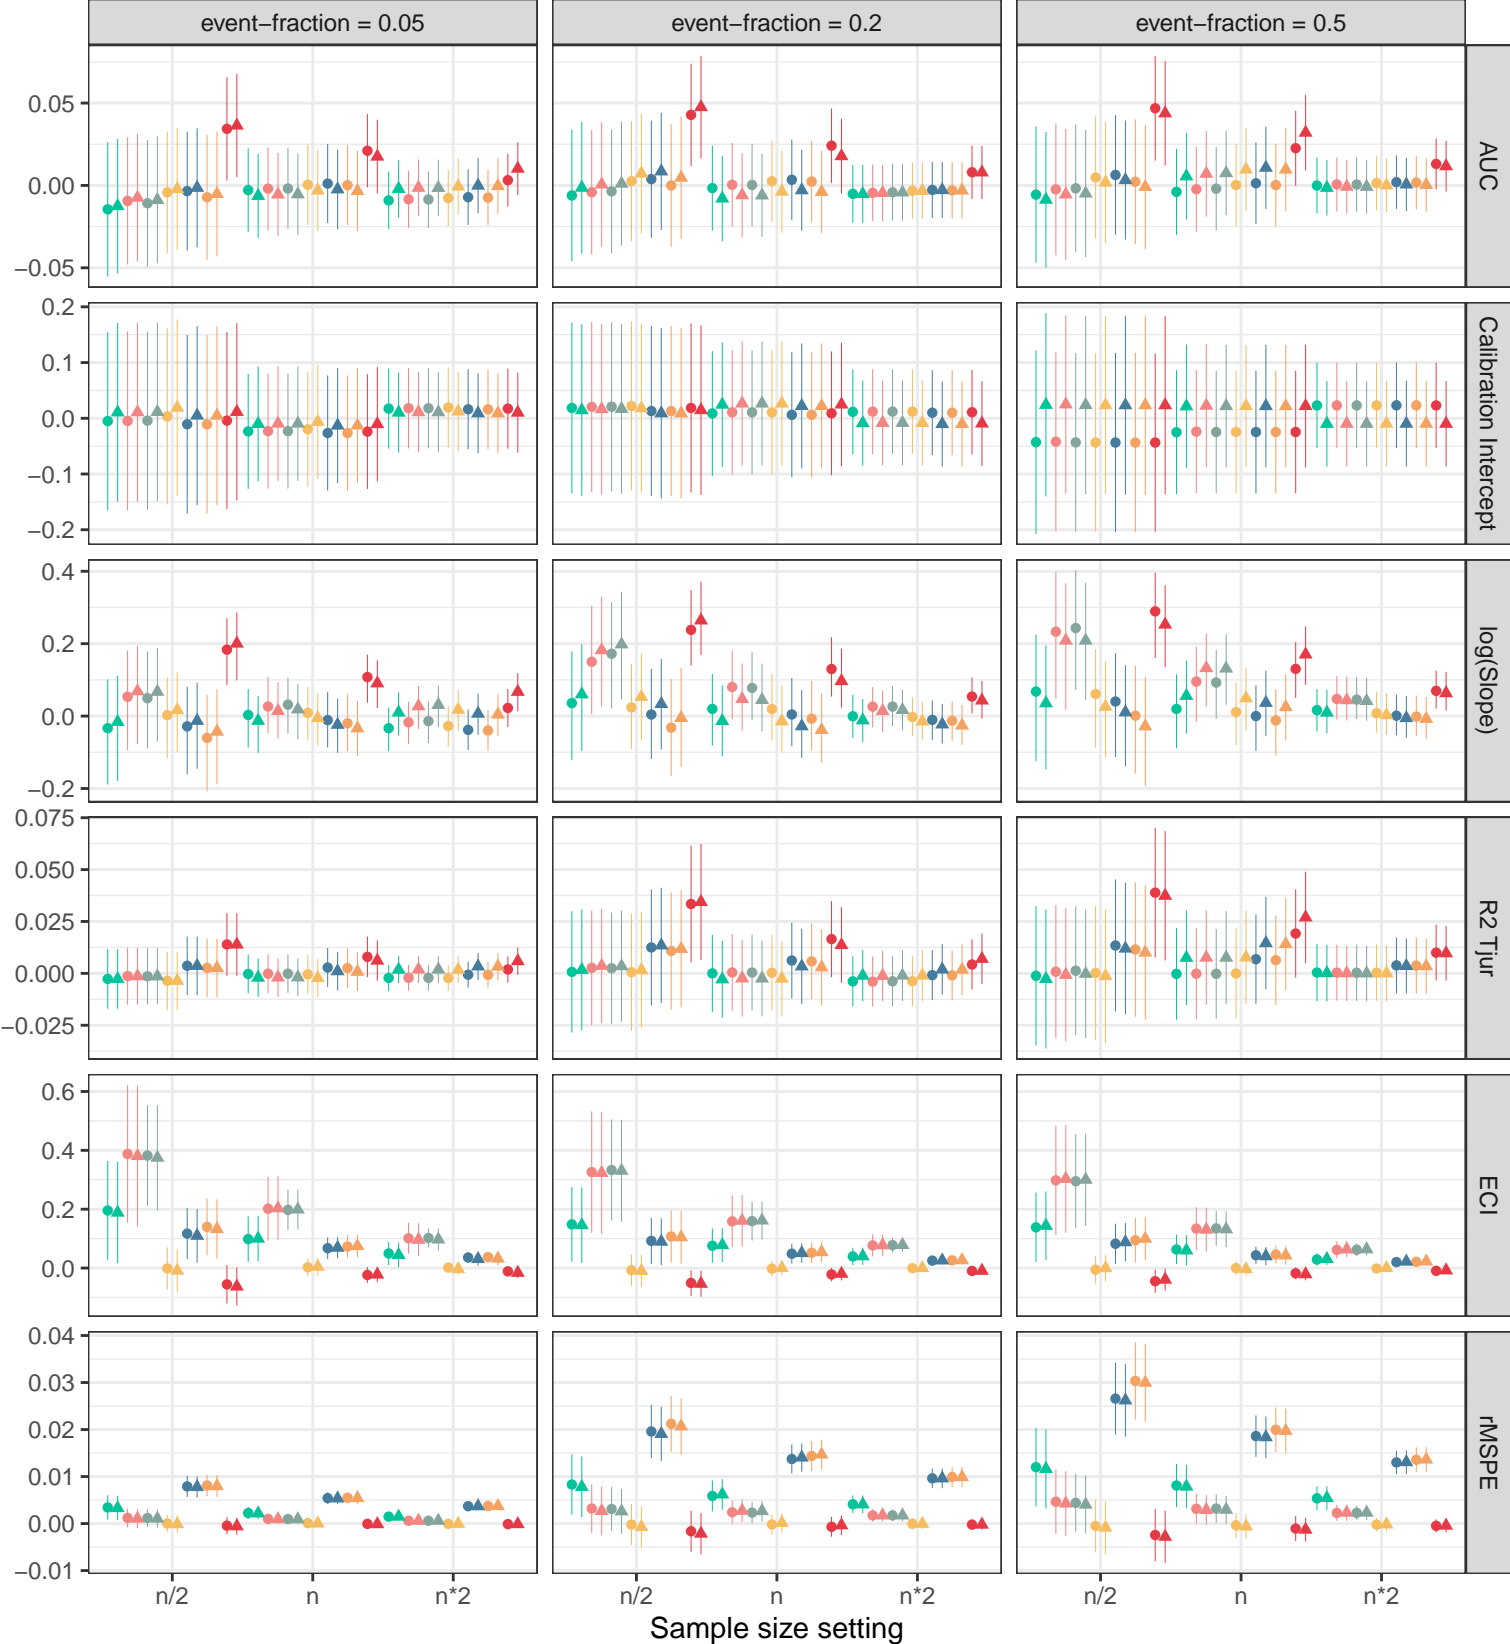 event−fraction = 0.05
event−fraction = 0.2
event−fraction = 0.5
0.05
0.00
−0.05
AUC
0.2
0.1
0.0
−0.1
−0.2
Calibration Intercept
0.4
0.2
0.0
−0.2
log(Slope)
0.075
0.050
0.025
0.000
−0.025
R2 Tjur
0.6
0.4
0.2
0.0
ECI
0.04
0.03
0.02
0.01
0.00
−0.01
rMSPE
n/2
n
n*2
n/2
n
n*2
n/2
n
n*2
Sample size setting